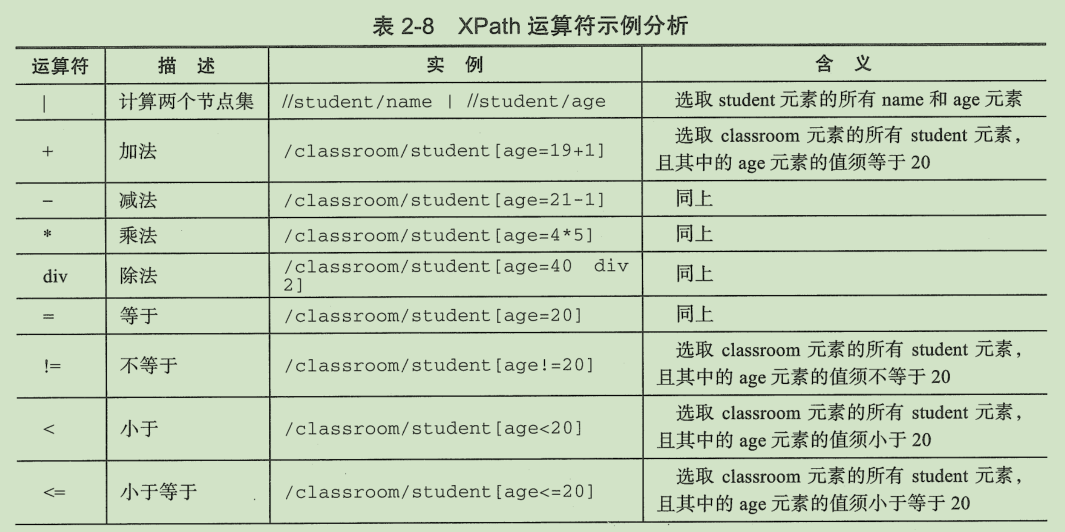 表 2-8 XPath 运算符示例分析
运算符 描 述 实 例 含 义
| 计算两个节点集 //student/name | //student/age 选取 student 元素的所有 name 和 age 元素
+ 加法 /classroom/student[age=19+1] 选取 classroom 元素的所有 student 元素，
且其中的 age 元素的值须等于 20
– 减法 /classroom/student[age=21-1] 同上
* 乘法 /classroom/student[age=4*5] 同上
div 除法 /classroom/student[age=40 div
2] 同上
= 等于 /classroom/student[age=20] 同上
!= 不等于 /classroom/student[age!=20] 选取 classroom 元素的所有 student 元素，
且其中的 age 元素的值须不等于 20
< 小于 /classroom/student[age<20] 选取 classroom 元素的所有 student 元素，
且其中的 age 元素的值须小于 20
<= 小于等于 /classroom/student[age<=20] 选取 classroom 元素的所有 student 元素，
且其中的 age 元素的值须小于等于 20